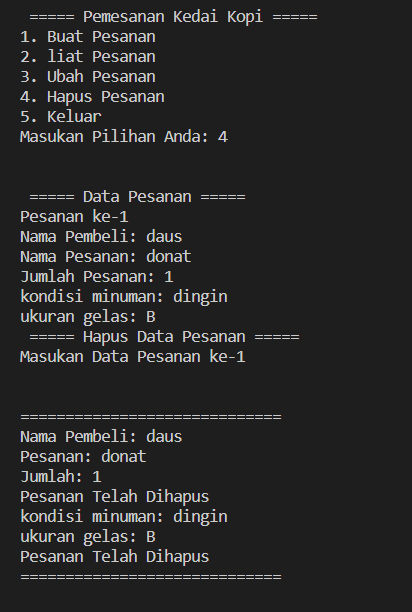 ===== Pemesanan Kedai Kopi =====
1. Buat Pesanan
2. liat Pesanan
3. Ubah Pesanan
4. Hapus Pesanan
5. Keluar
Masukan Pilihan Anda: 4
===== Data Pesanan =====
Pesanan ke-1
Nama Pembeli: daus
Nama Pesanan: donat
Jumlah Pesanan: 1
kondisi minuman: dingin
ukuran gelas: B
===== Hapus Data Pesanan =====
Masukan Data Pesanan ke-1
=============================
Nama Pembeli: daus
Pesanan: donat
Jumlah: 1
Pesanan Telah Dihapus
kondisi minuman: dingin
ukuran gelas: B
Pesanan Telah Dihapus
=============================